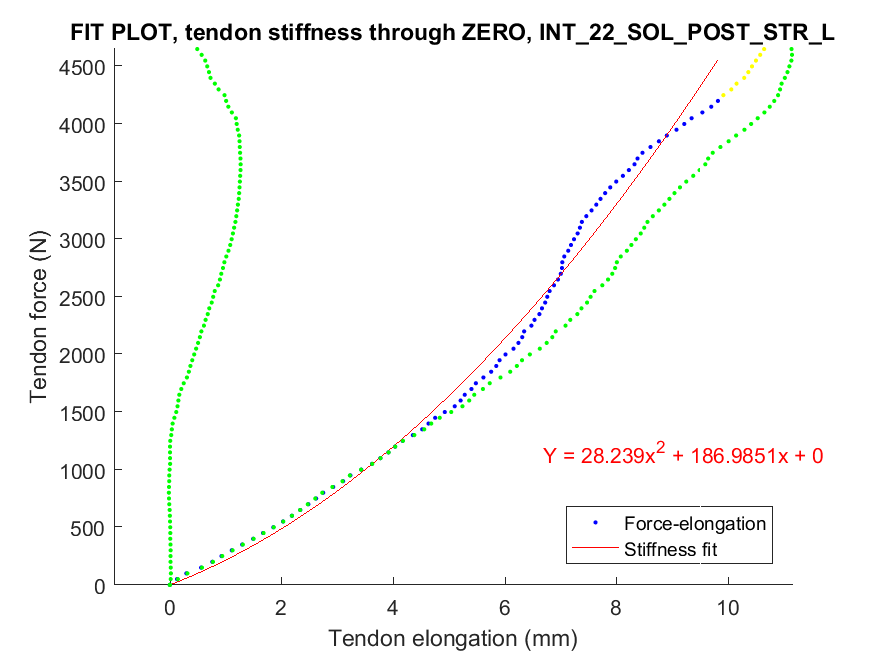 FIT PLOT, tendon stiffness through ZERO, INT_22_SOL_POST_STR_L
4500
4000
3500
3000
2500
2000
1500
1000
500
0
Tendon force (N)
Y = 28.239x² + 186.9851x + 0
Force-elongation
Stiffness fit
0 2 4 6 8 10
Tendon elongation (mm)